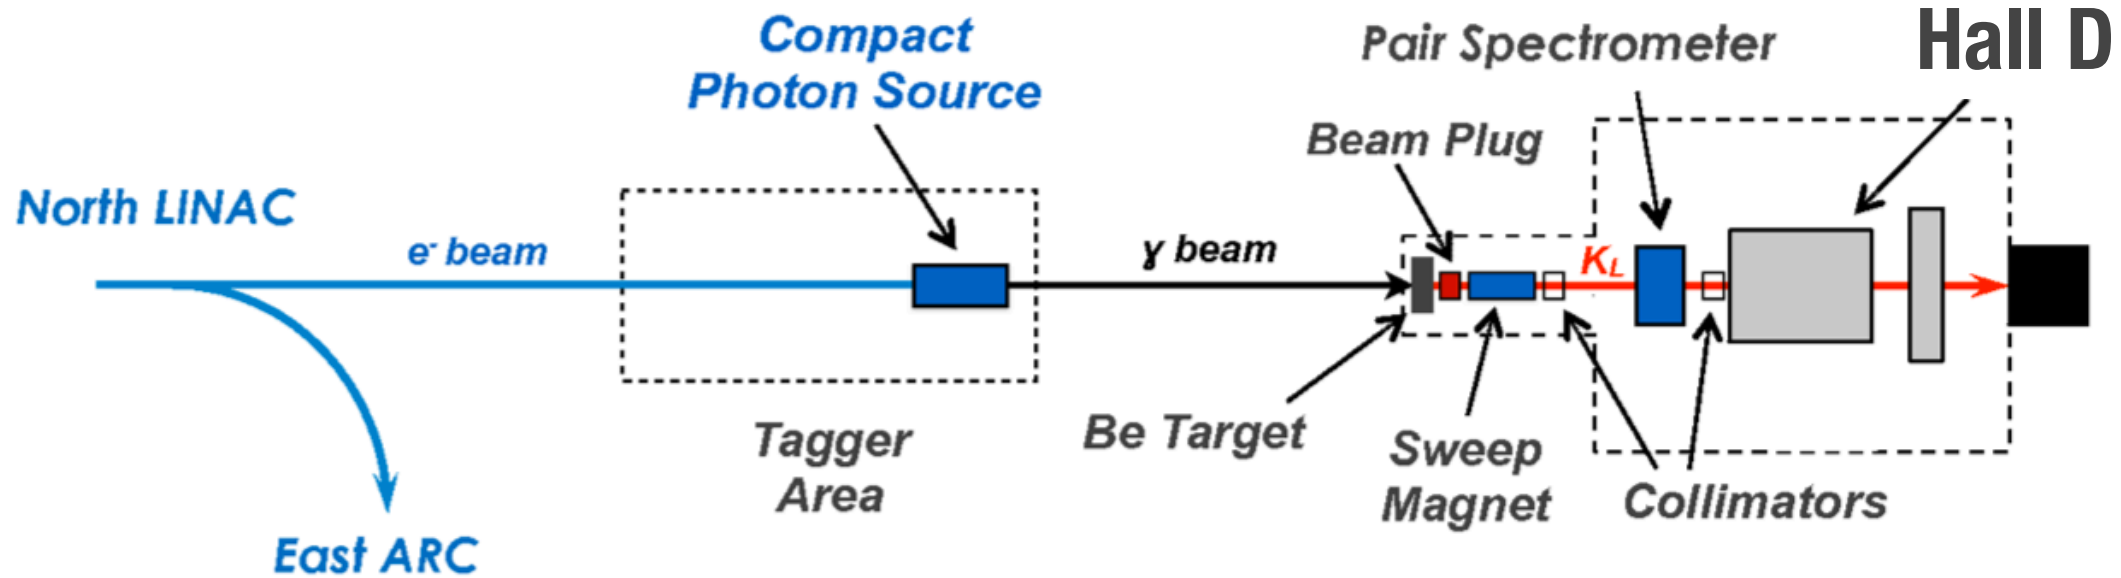 Compact
Photon Source
Pair Spectrometer
Hall D
Beam Plug
North LINAC
e- beam
γ beam
KL
Tagger
Area
Be Target
Sweep
Magnet
Collimators
East ARC